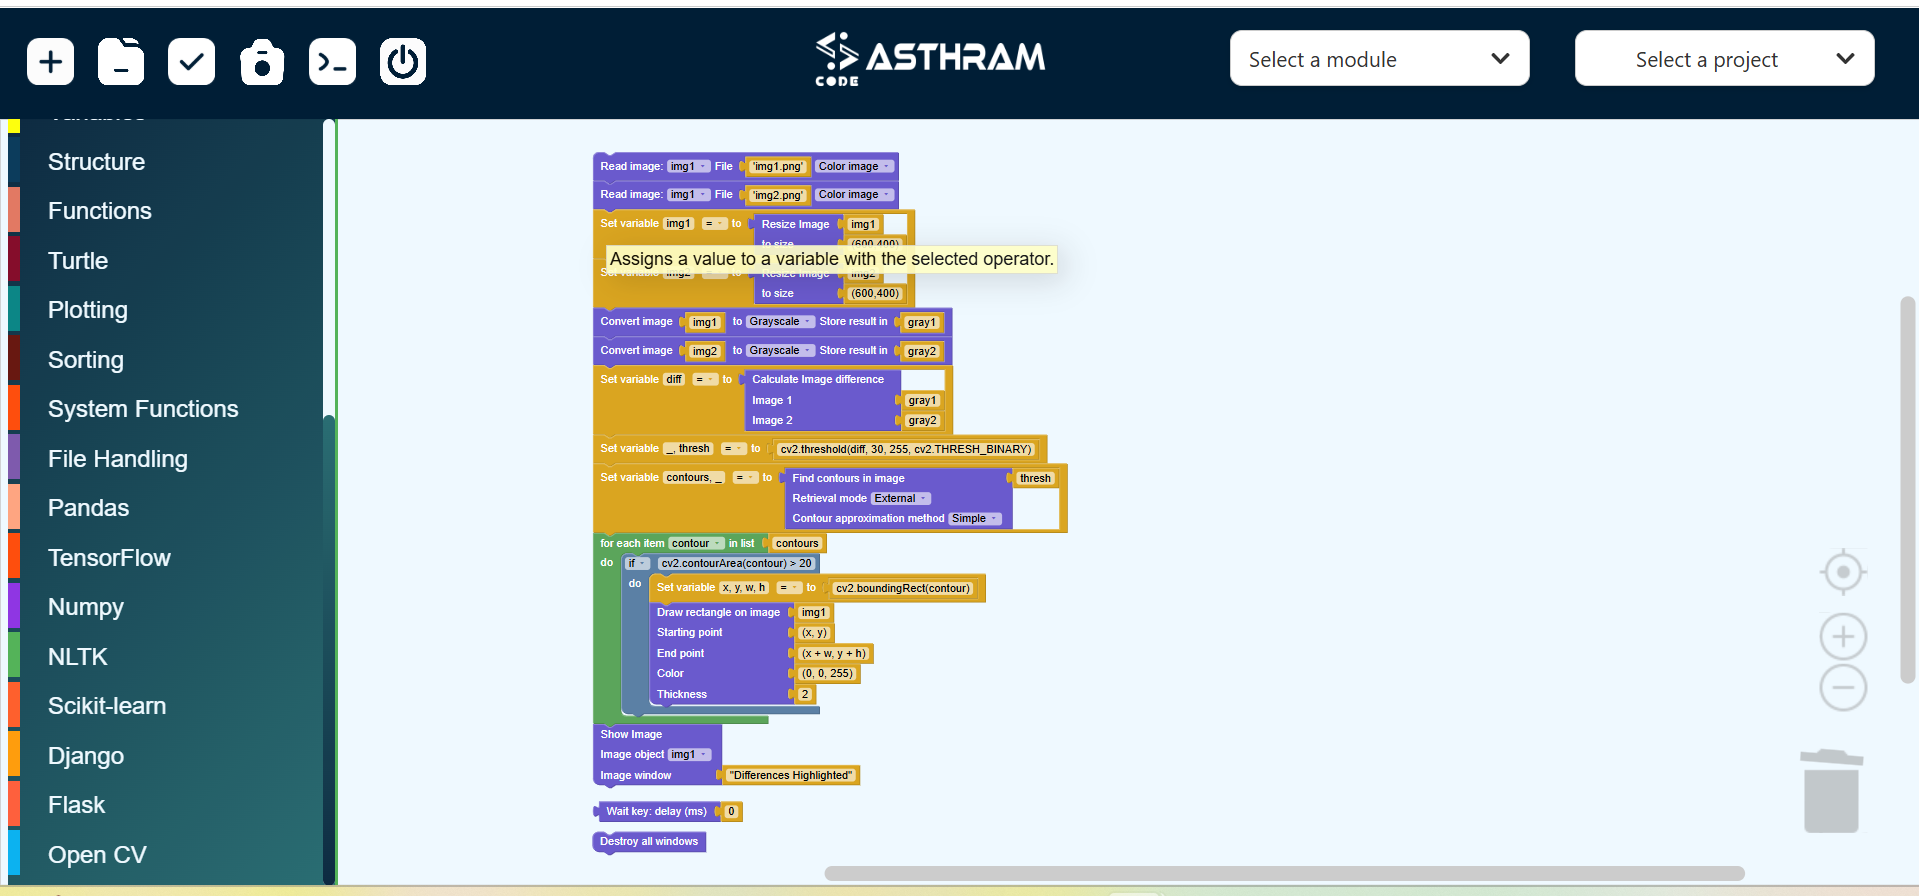 ASTHRAM
CODE
Select a module
Select a project
Structure
Functions
Turtle
Plotting
Sorting
System Functions
File Handling
Pandas
TensorFlow
Numpy
NLTK
Scikit-learn
Django
Flask
Open CV
Read image: img1 File 'img1.png' Color image
Read image: img1 File 'img2.png' Color image
Set variable img1 = to Resize Image img1
to size (600,400)
Assigns a value to a variable with the selected operator.
Set variable img2 = to Resize Image img2
to size (600,400)
Convert image img1 to Grayscale Store result in gray1
Convert image img2 to Grayscale Store result in gray2
Set variable diff = to Calculate Image difference
Image 1 gray1
Image 2 gray2
Set variable _, thresh = to cv2.threshold(diff, 30, 255, cv2.THRESH_BINARY)
Set variable contours, _ = to Find contours in image thresh
Retrieval mode External
Contour approximation method Simple
for each item contour in list contours
do if cv2.contourArea(contour) > 20
do Set variable x, y, w, h = to cv2.boundingRect(contour)
Draw rectangle on image img1
Starting point (x, y)
End point (x + w, y + h)
Color (0, 0, 255)
Thickness 2
Show Image
Image object img1
Image window "Differences Highlighted"
Wait key: delay (ms) 0
Destroy all windows